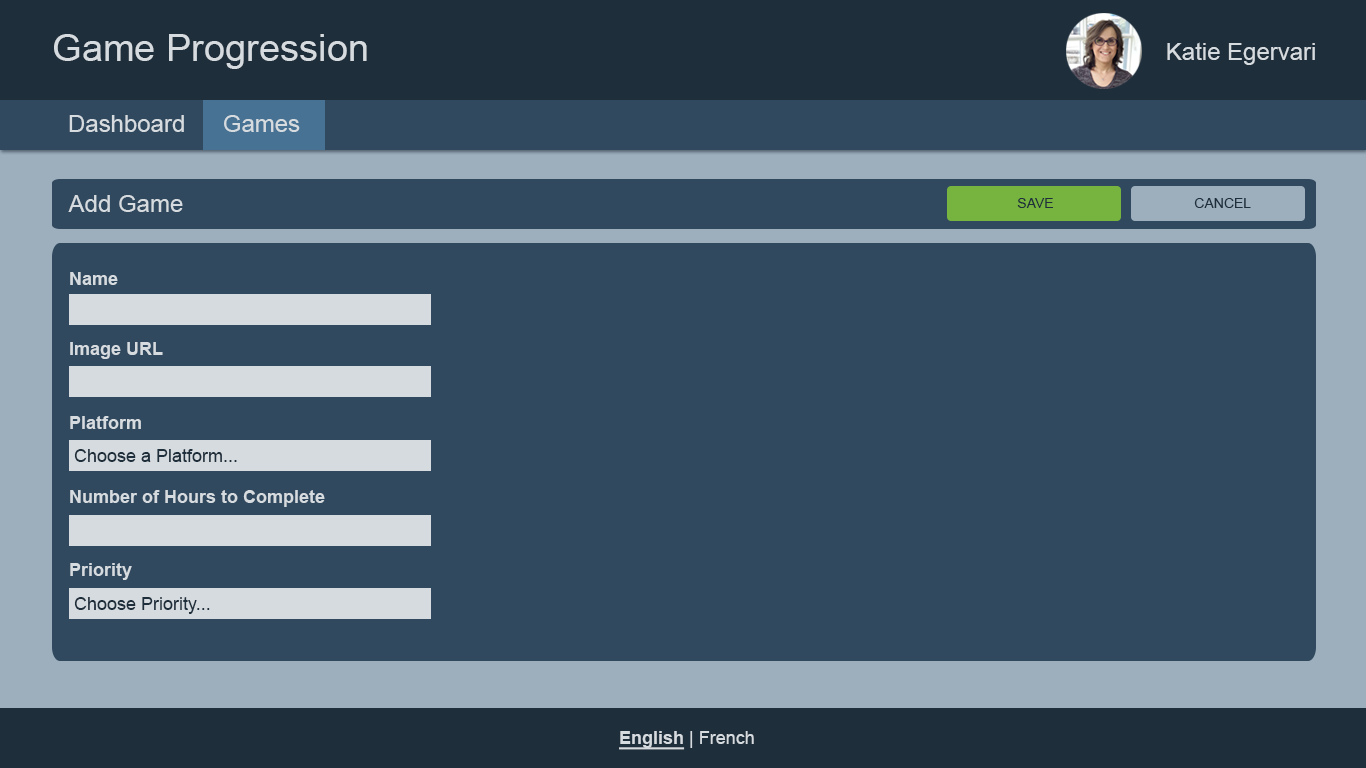 Game Progression
Katie Egervari
Dashboard Games
Add Game
SAVE
CANCEL
Name
Image URL
Platform
Choose a Platform...
Number of Hours to Complete
Priority
Choose Priority...
English | French